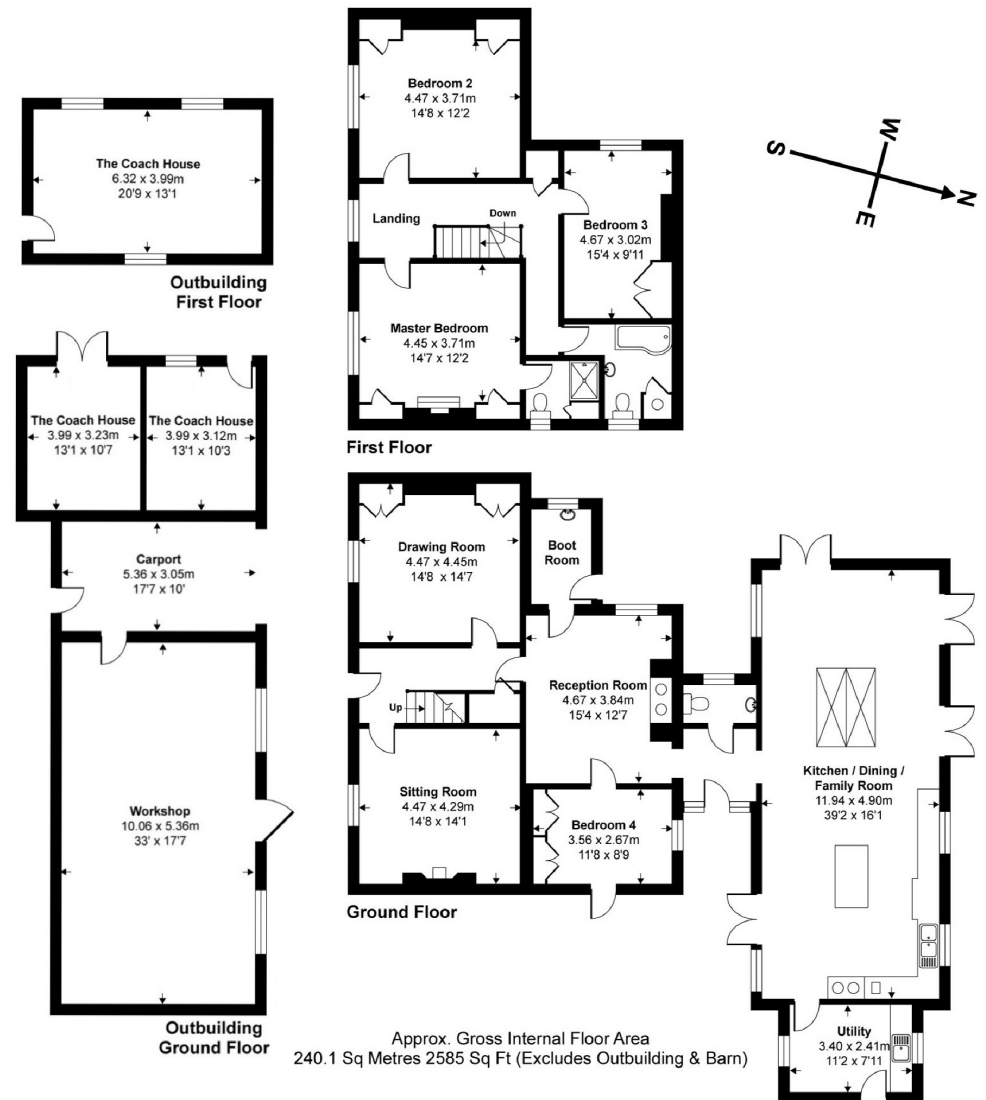 Bedroom 2
4.47 x 3.71m
14'8 x 12'2
The Coach House
6.32 x 3.99m
20'9 x 13'1
Outbuilding
First Floor
W
S
N
E
Landing
Down
Bedroom 3
4.67 x 3.02m
15'4 x 9'11
Master Bedroom
4.45 x 3.71m
14'7 x 12'2
First Floor
The Coach House
3.99 x 3.23m
13'1 x 10'7
The Coach House
3.99 x 3.12m
13'1 x 10'3
Carport
5.36 x 3.05m
17'7 x 10'
Workshop
10.06 x 5.36m
33' x 17'7
Outbuilding
Ground Floor
Drawing Room
4.47 x 4.45m
14'8 x 14'7
Boot
Room
Reception Room
4.67 x 3.84m
15'4 x 12'7
Up
Sitting Room
4.47 x 4.29m
14'8 x 14'1
Bedroom 4
3.56 x 2.67m
11'8 x 8'9
Ground Floor
Kitchen / Dining /
Family Room
11.94 x 4.90m
39'2 x 16'1
Utility
3.40 x 2.41m
11'2 x 7'11
Approx. Gross Internal Floor Area
240.1 Sq Metres 2585 Sq Ft (Excludes Outbuilding & Barn)